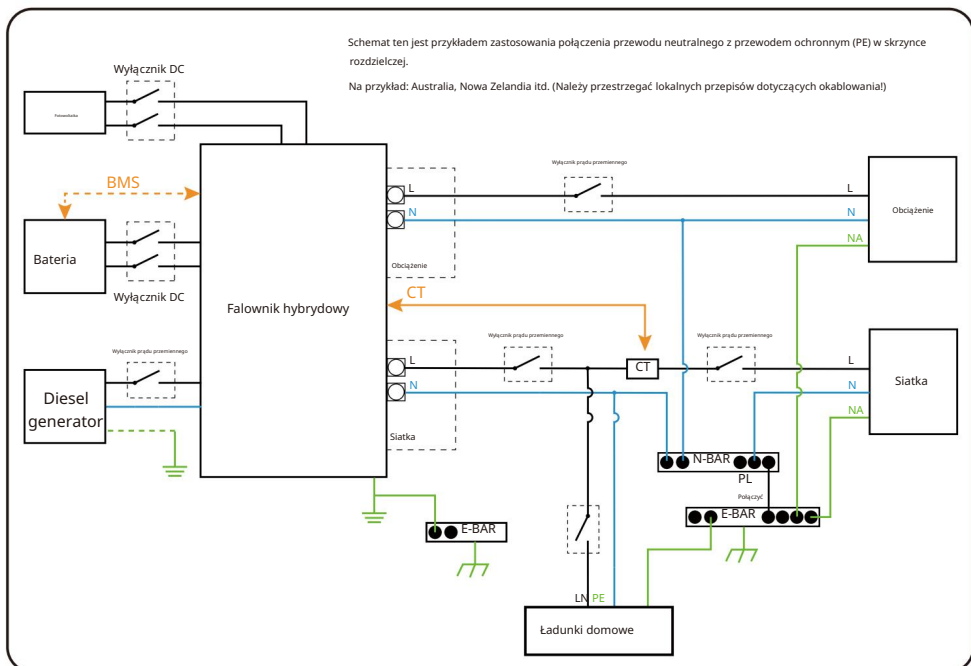 Schemat ten jest przykładem zastosowania połączenia przewodu neutralnego z przewodem ochronnym (PE) w skrzynce
rozdzielczej.
Na przykład: Australia, Nowa Zelandia itd. (Należy przestrzegać lokalnych przepisów dotyczących okablowania!)
Wyłącznik DC
Fotowoltaika
BMS
Bateria
Wyłącznik DC
Wyłącznik prądu przemiennego
Diesel
generator
Falownik hybrydowy
L
N
Obciążenie
Wyłącznik prądu przemiennego
L
N
NA
Obciążenie
CT
L
N
Siatka
Wyłącznik prądu przemiennego
CT
Wyłącznik prądu przemiennego
L
N
NA
Siatka
N-BAR
PL
Połączyć
E-BAR
E-BAR
LN PE
Ładunki domowe